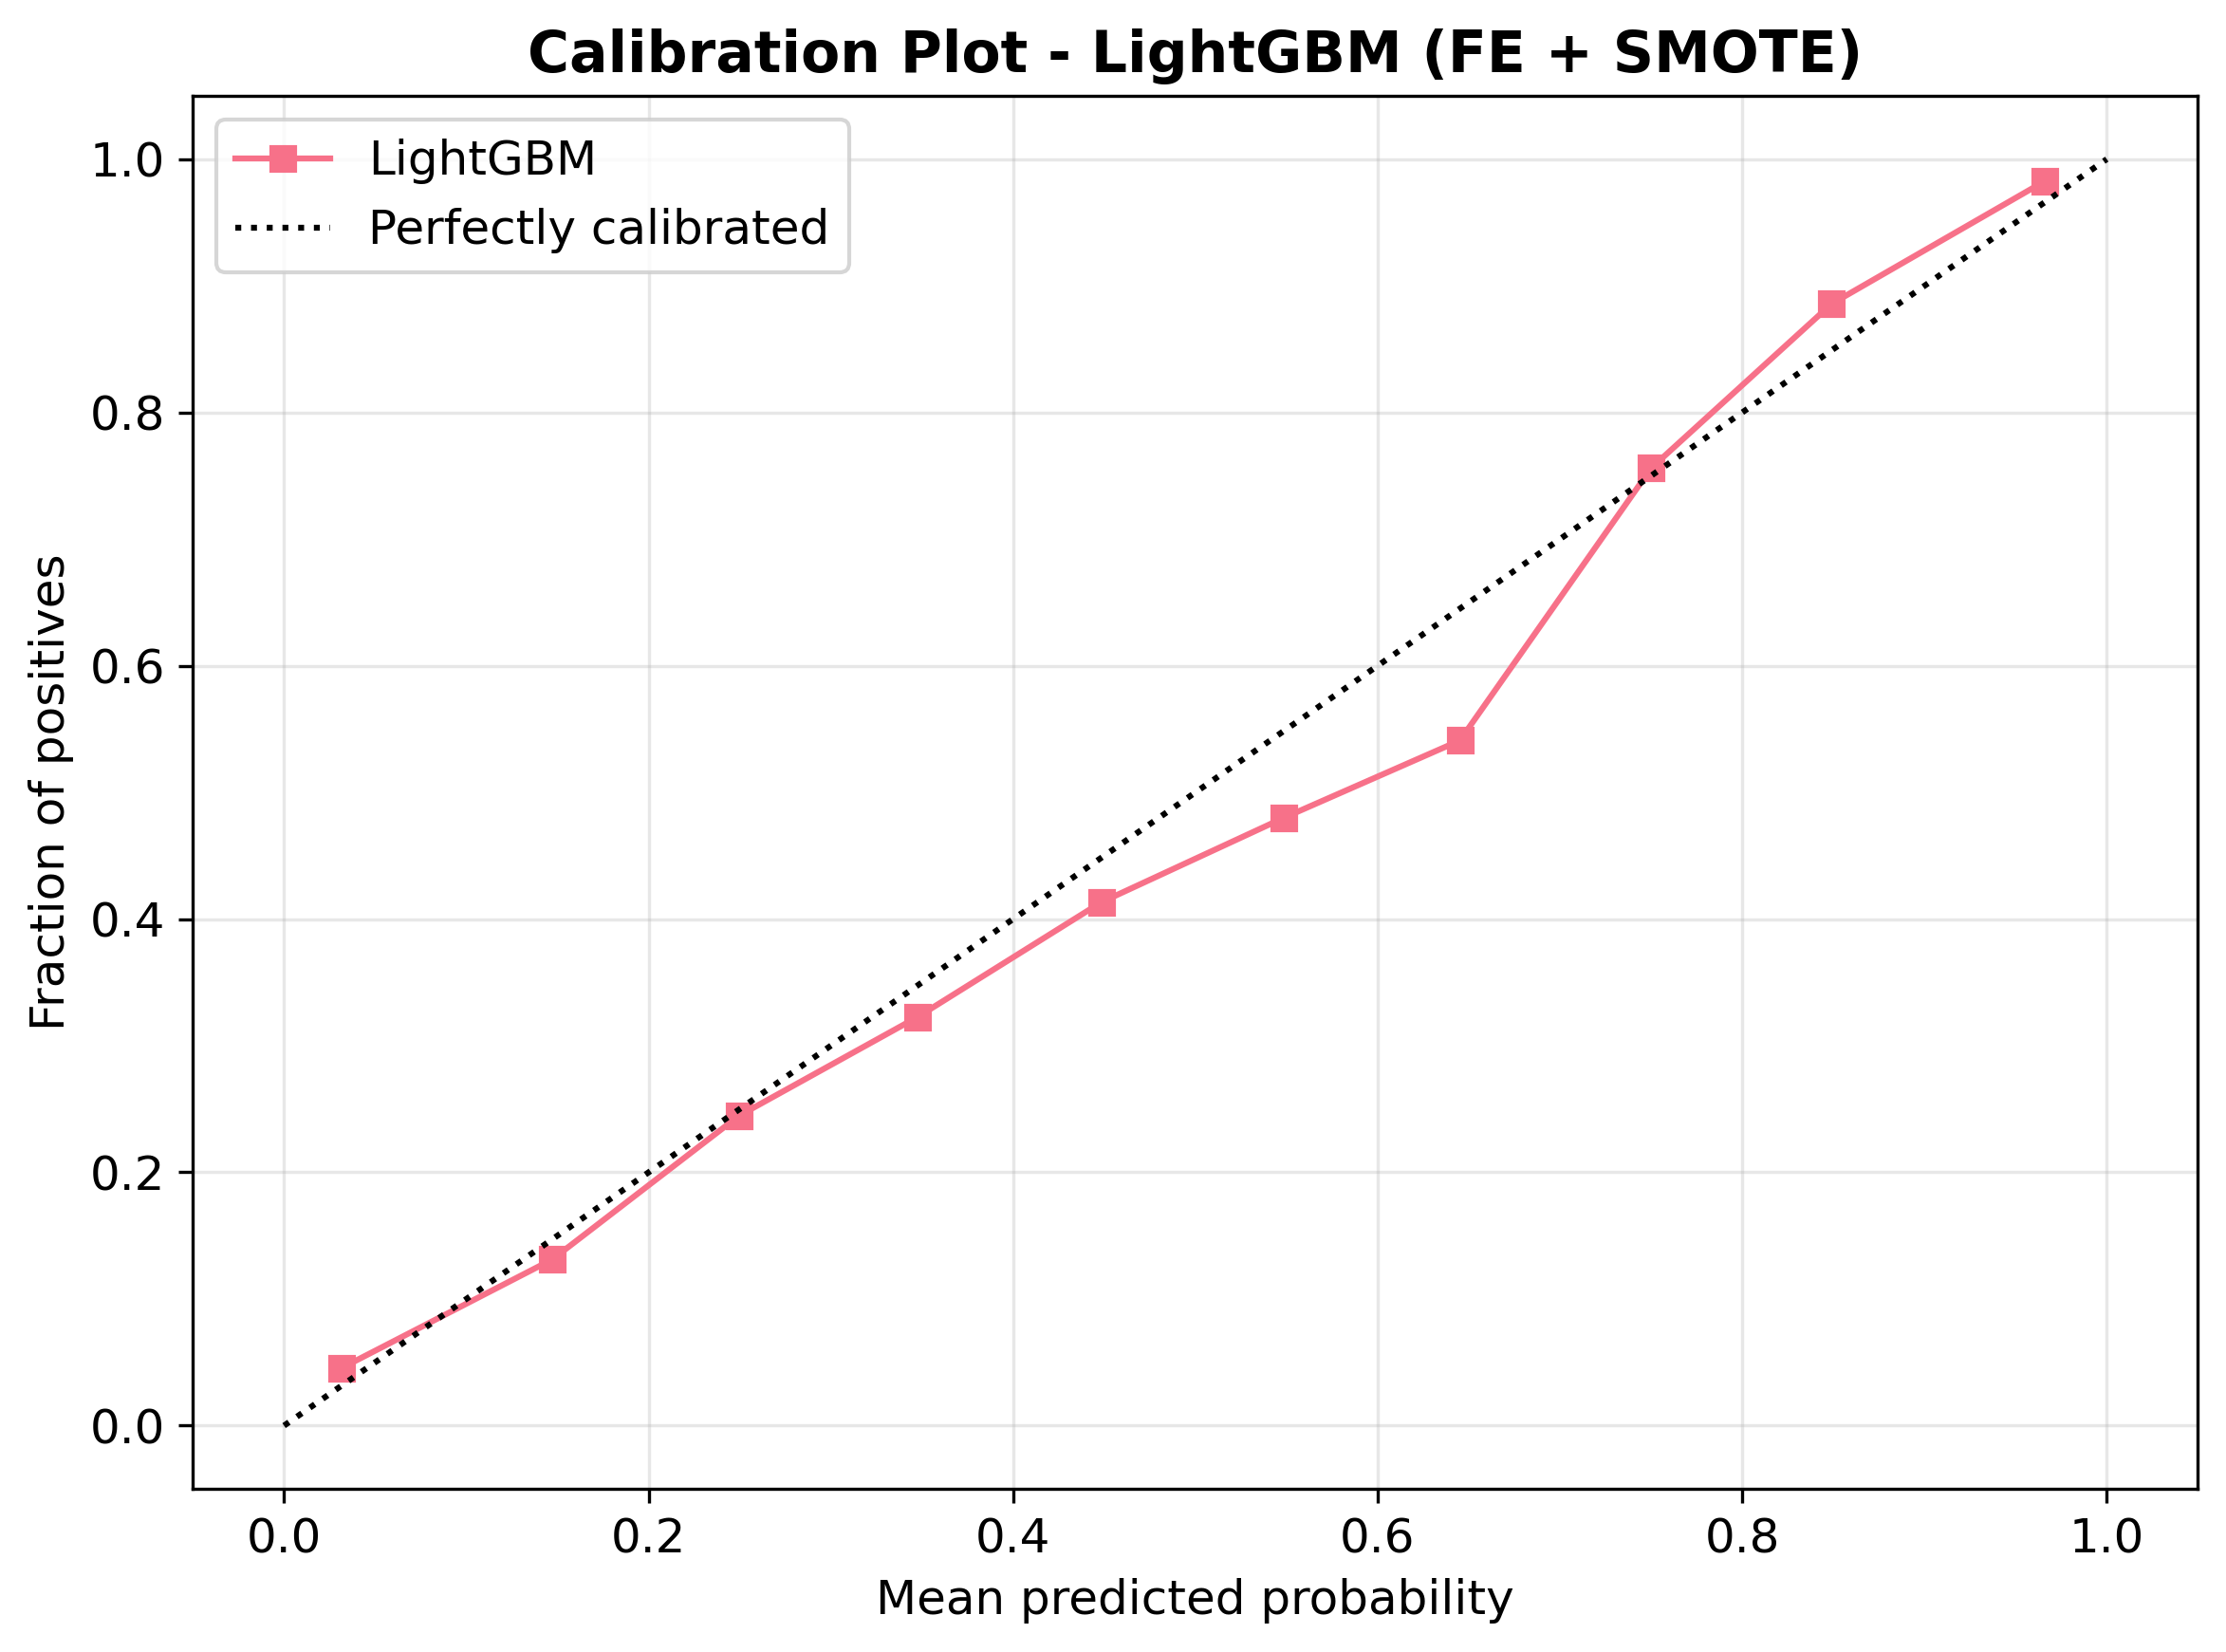 Calibration Plot - LightGBM (FE + SMOTE)
LightGBM
Perfectly calibrated
1.0
0.8
0.6
0.4
0.2
0.0
Fraction of positives
0.0 0.2 0.4 0.6 0.8 1.0
Mean predicted probability